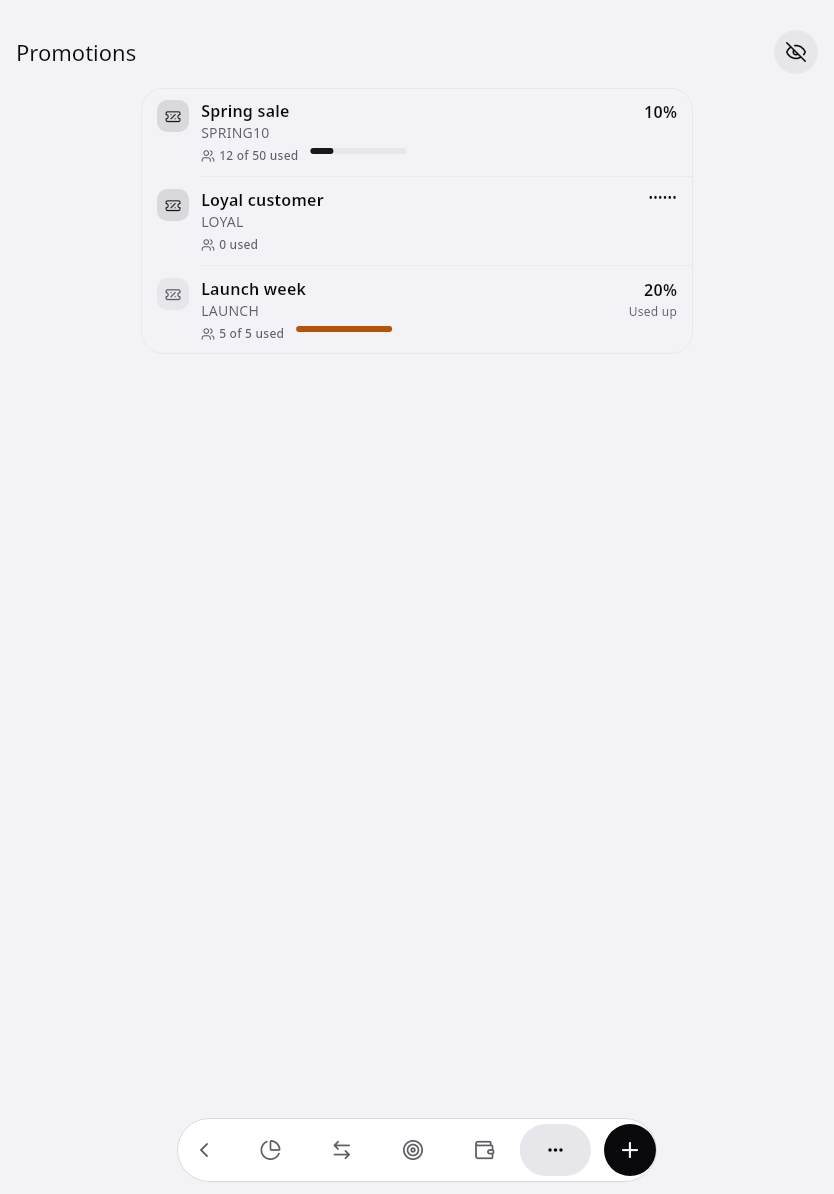 Promotions
Spring sale
10%
SPRING10
12 of 50 used
Loyal customer
••••••
LOYAL
0 used
Launch week
20%
LAUNCH
Used up
5 of 5 used